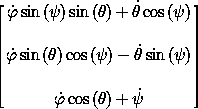 φ̇ sin (ψ) sin (θ) + θ̇ cos (ψ)
φ̇ sin (θ) cos (ψ) − θ̇ sin (ψ)
φ̇ cos (θ) + ψ̇